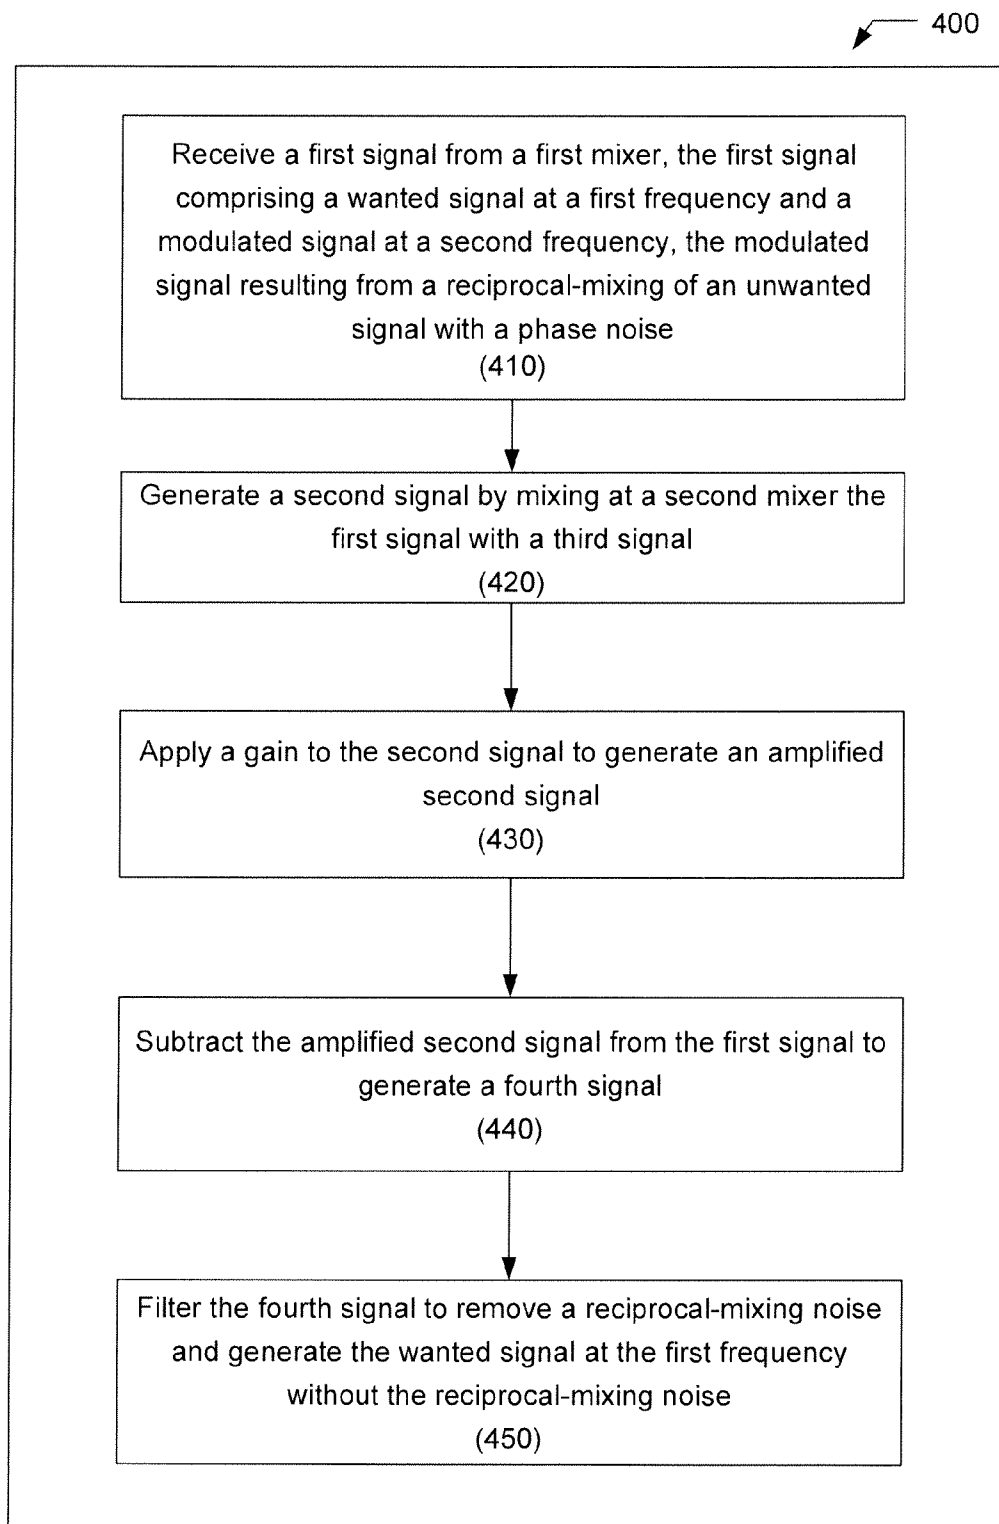 400
Receive a first signal from a first mixer, the first signal
comprising a wanted signal at a first frequency and a
modulated signal at a second frequency, the modulated
signal resulting from a reciprocal-mixing of an unwanted
signal with a phase noise
(410)
Generate a second signal by mixing at a second mixer the
first signal with a third signal
(420)
Apply a gain to the second signal to generate an amplified
second signal
(430)
Subtract the amplified second signal from the first signal to
generate a fourth signal
(440)
Filter the fourth signal to remove a reciprocal-mixing noise
and generate the wanted signal at the first frequency
without the reciprocal-mixing noise
(450)